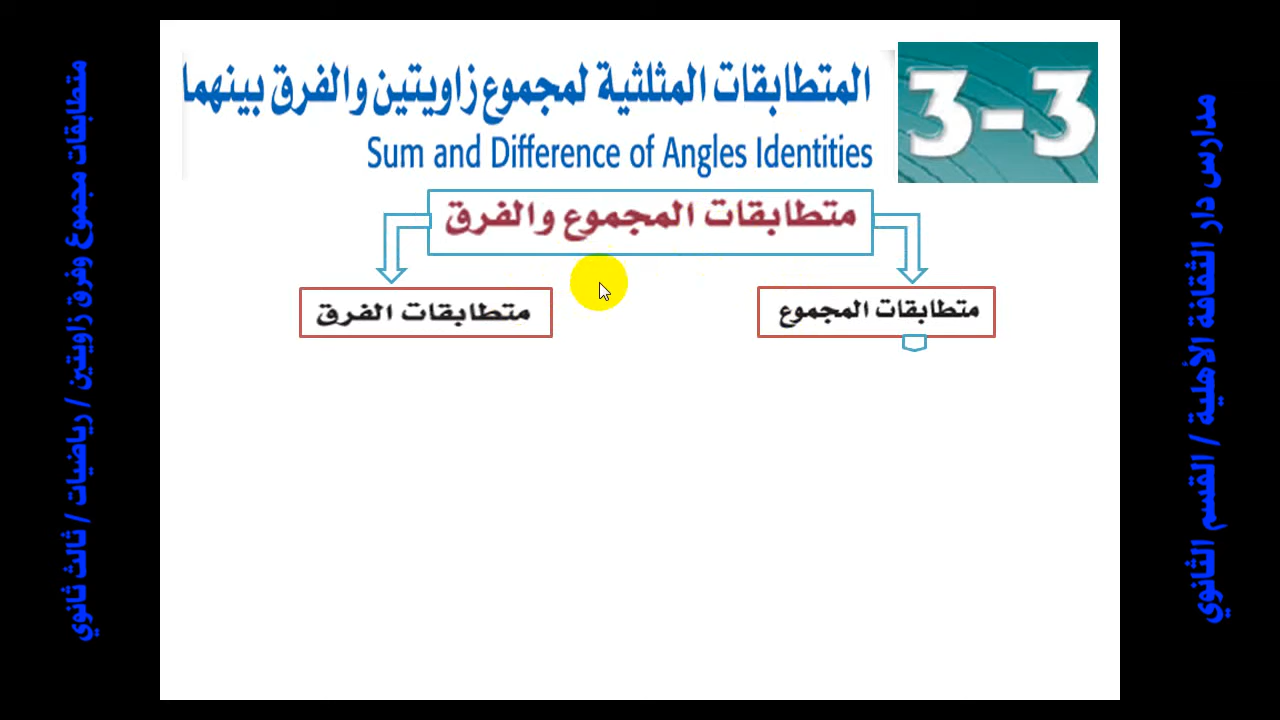 3-3
المتطابقات المثلثية لمجموع زاويتين والفرق بينهما
Sum and Difference of Angles Identities
متطابقات المجموع والفرق
متطابقات المجموع
متطابقات الفرق
مدارس دار الثقافة الأهلية / القسم الثانوي
متطابقات مجموع وفرق زاويتين / رياضيات / ثالث ثانوي